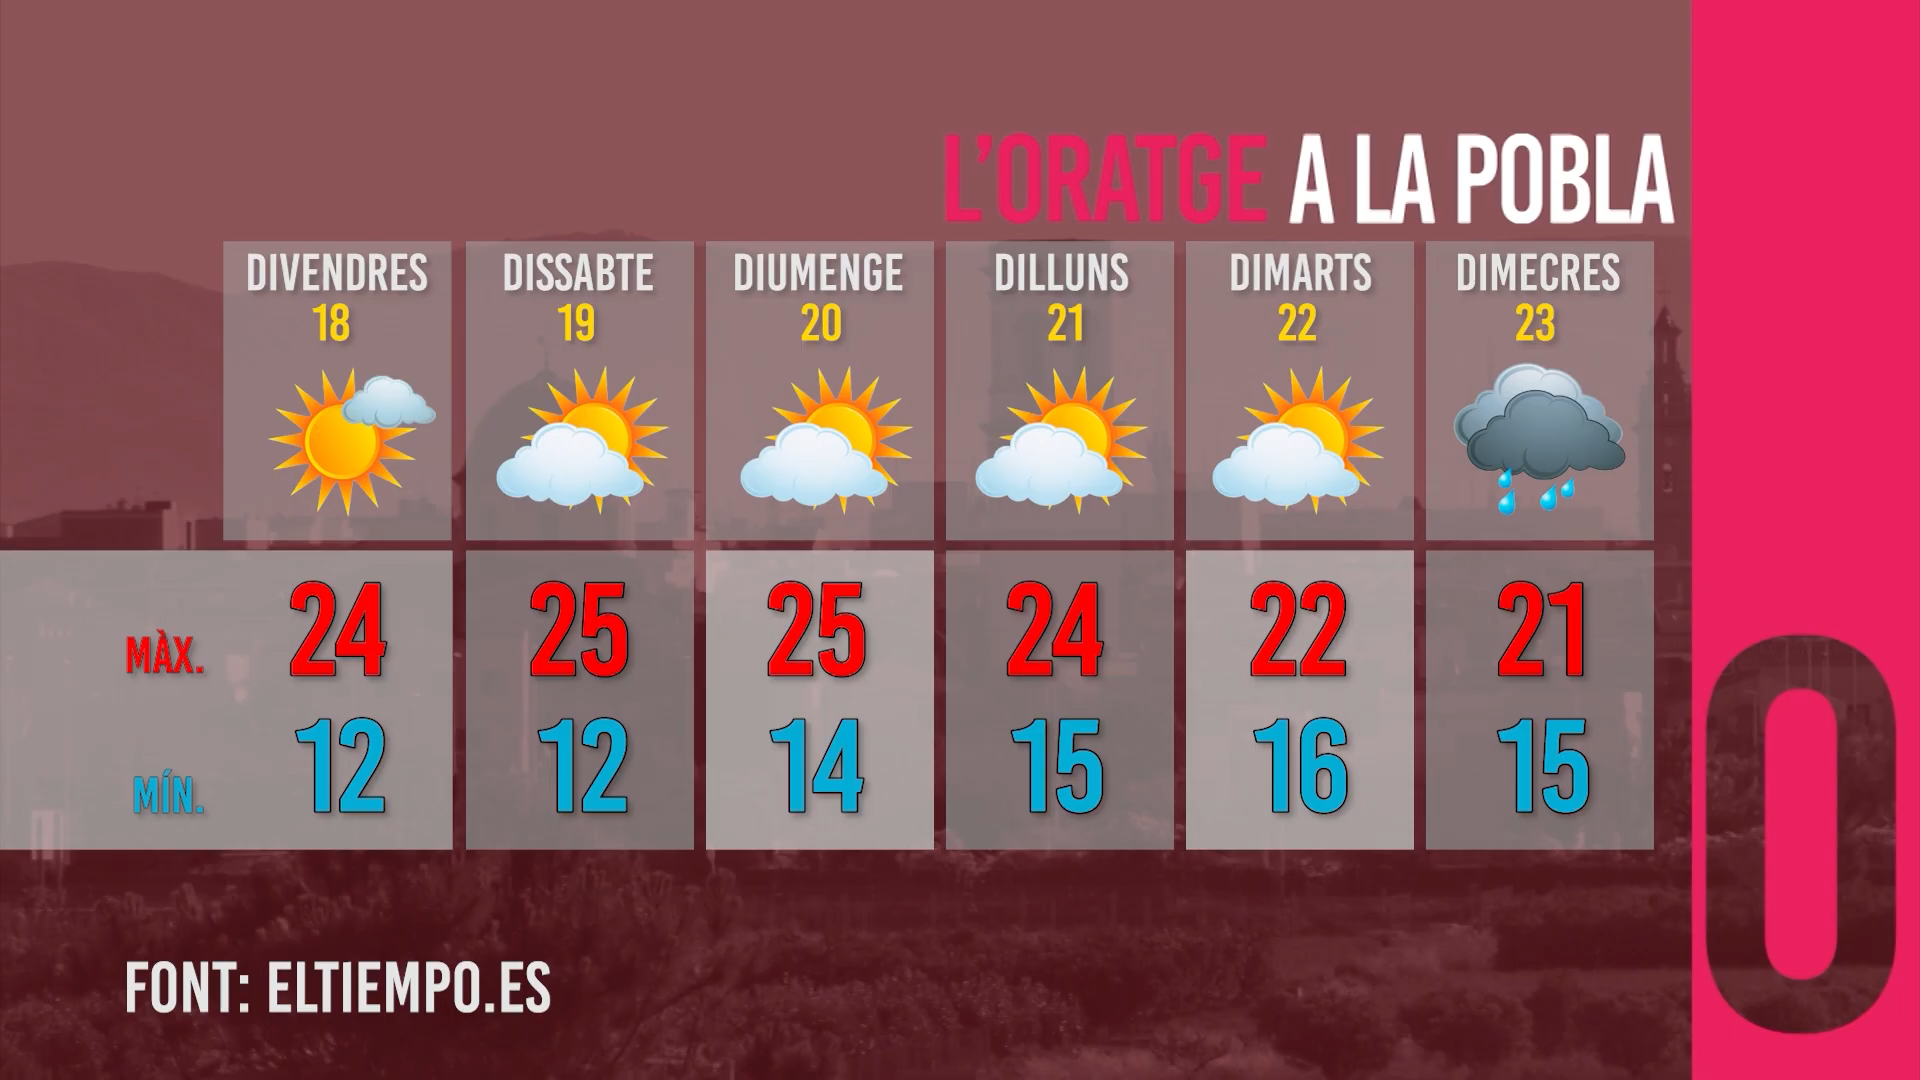 L'ORATGE A LA POBLA
DIVENDRES DISSABTE DIUMENGE DILLUNS DIMARTS DIMECRES
18 19 20 21 22 23
MÀX. 24 25 25 24 22 21
MÍN. 12 12 14 15 16 15
FONT: ELTIEMPO.ES
O